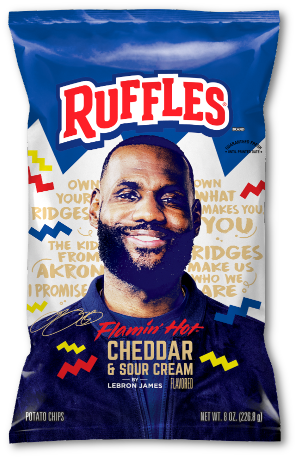 RUFFLES
BRAND
OWN
YOUR
RIDGES
THE KID
FROM
AKRON
I PROMISE
OWN
WHAT
MAKES YOU
YOU
RIDGES
MAKE US
WHO WE
ARE
Flamin' Hot
CHEDDAR
& SOUR CREAM
BY
LEBRON JAMES
FLAVORED
POTATO CHIPS
NET WT. 8 OZ. (226.8 g)